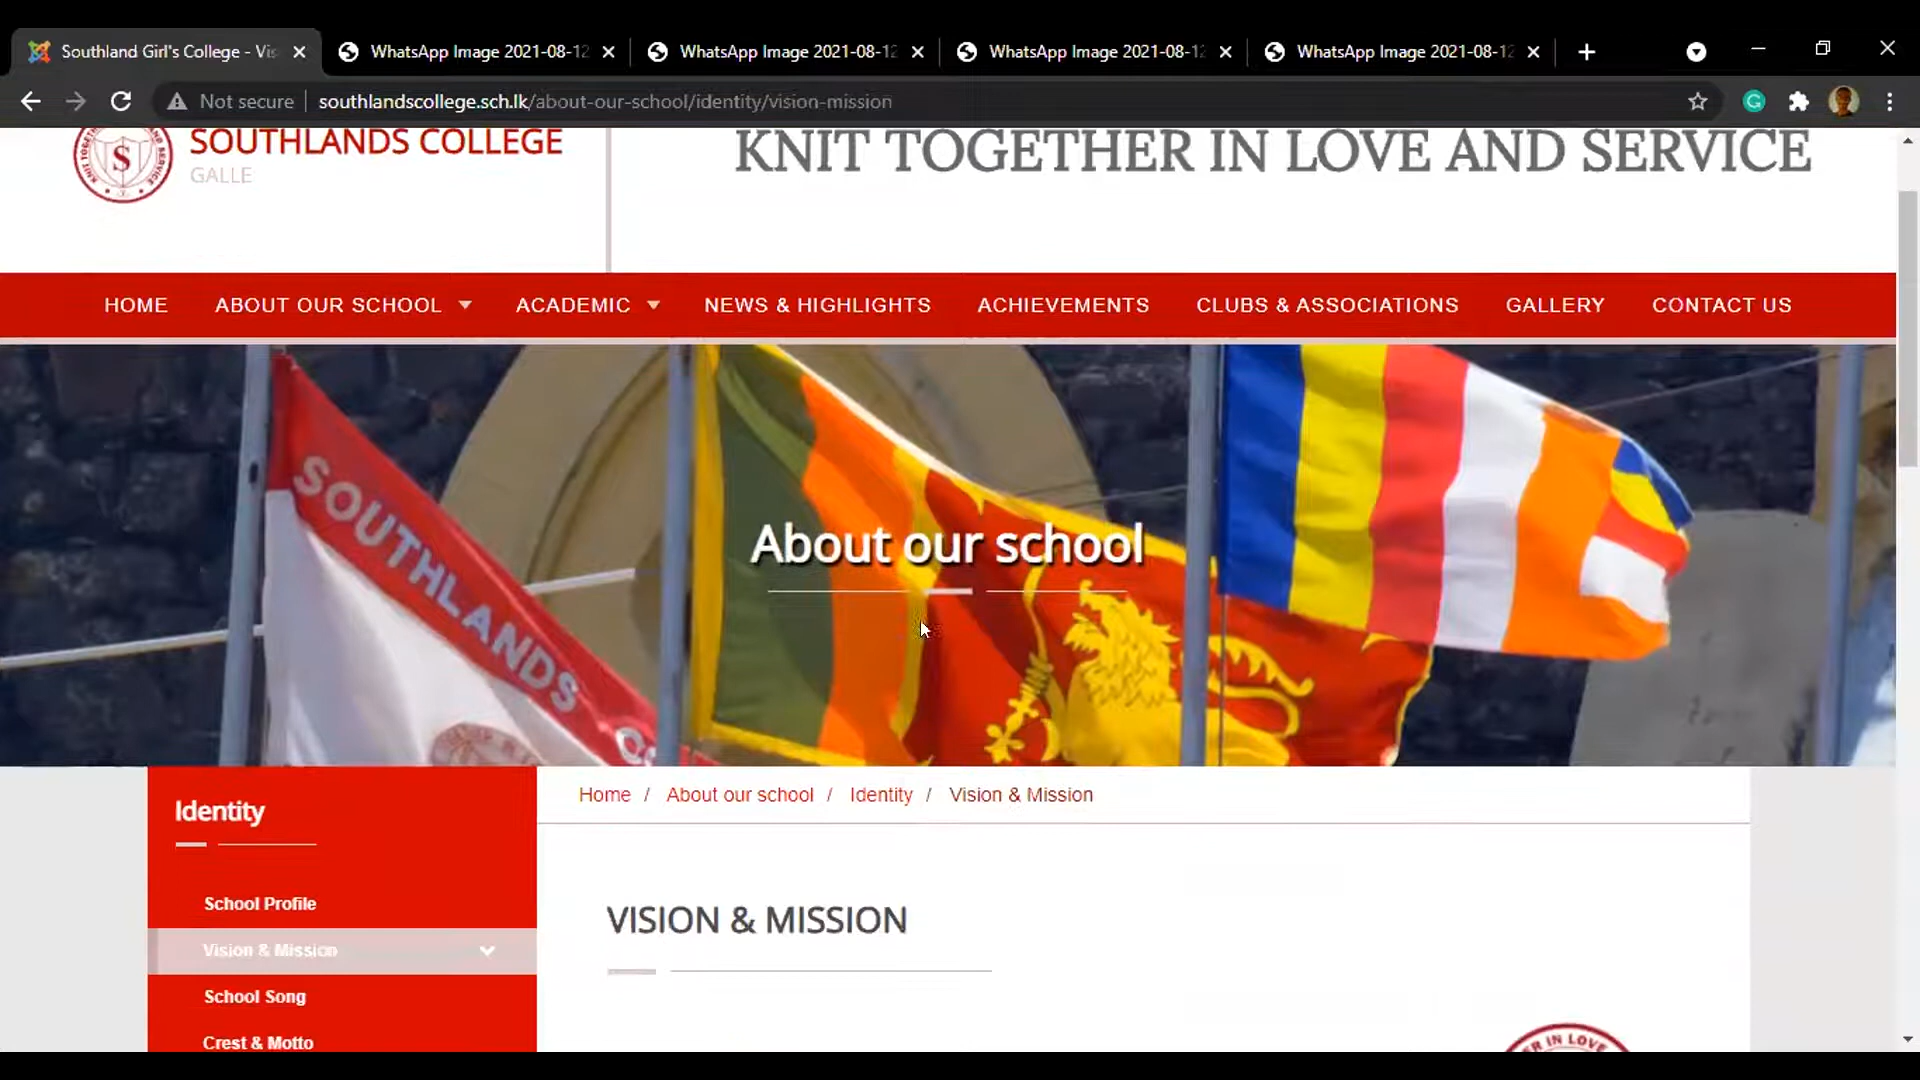 Southland Girl's College - Vis
WhatsApp Image 2021-08-12
WhatsApp Image 2021-08-12
WhatsApp Image 2021-08-12
WhatsApp Image 2021-08-12
Not secure
southlandscollege.sch.lk/about-our-school/identity/vision-mission
SOUTHLANDS COLLEGE
GALLE
KNIT TOGETHER IN LOVE AND SERVICE
HOME
ABOUT OUR SCHOOL
ACADEMIC
NEWS & HIGHLIGHTS
ACHIEVEMENTS
CLUBS & ASSOCIATIONS
GALLERY
CONTACT US
SOUTHLANDS
About our school
Identity
School Profile
Vision & Mission
School Song
Crest & Motto
Home / About our school / Identity / Vision & Mission
VISION & MISSION
IN LOVE